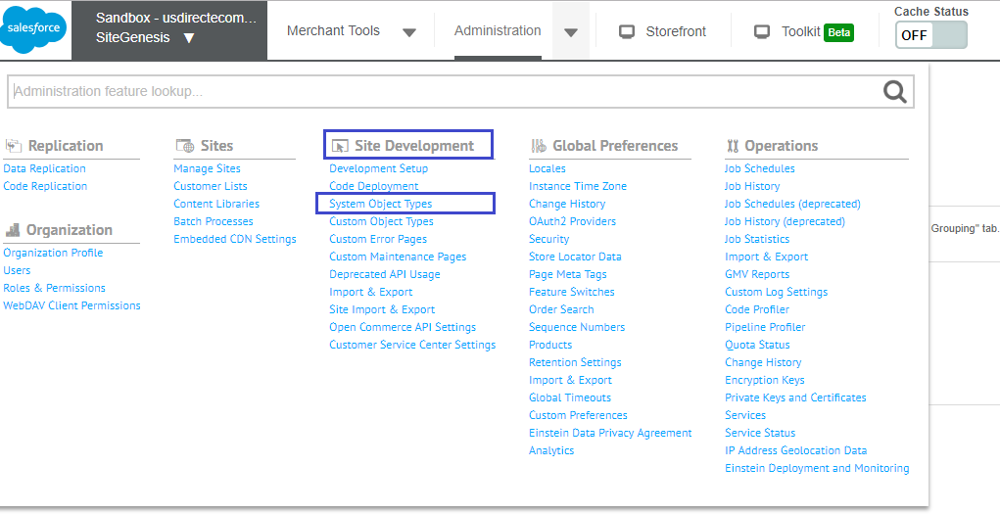 salesforce
Sandbox - usdirectecom...
SiteGenesis
Merchant Tools
Administration
Storefront
Toolkit Beta
Cache Status
OFF
Administration feature lookup...
Replication
Data Replication
Code Replication
Organization
Organization Profile
Users
Roles & Permissions
WebDAV Client Permissions
Sites
Manage Sites
Customer Lists
Content Libraries
Batch Processes
Embedded CDN Settings
Site Development
Development Setup
Code Deployment
System Object Types
Custom Object Types
Custom Error Pages
Custom Maintenance Pages
Deprecated API Usage
Import & Export
Site Import & Export
Open Commerce API Settings
Customer Service Center Settings
Global Preferences
Locales
Instance Time Zone
Change History
OAuth2 Providers
Security
Store Locator Data
Page Meta Tags
Feature Switches
Order Search
Sequence Numbers
Products
Retention Settings
Import & Export
Global Timeouts
Custom Preferences
Einstein Data Privacy Agreement
Analytics
Operations
Job Schedules
Job History
Job Schedules (deprecated)
Job History (deprecated)
Job Statistics
Import & Export
GMV Reports
Custom Log Settings
Code Profiler
Pipeline Profiler
Quota Status
Change History
Encryption Keys
Private Keys and Certificates
Services
Service Status
IP Address Geolocation Data
Einstein Deployment and Monitoring
Grouping" tab.